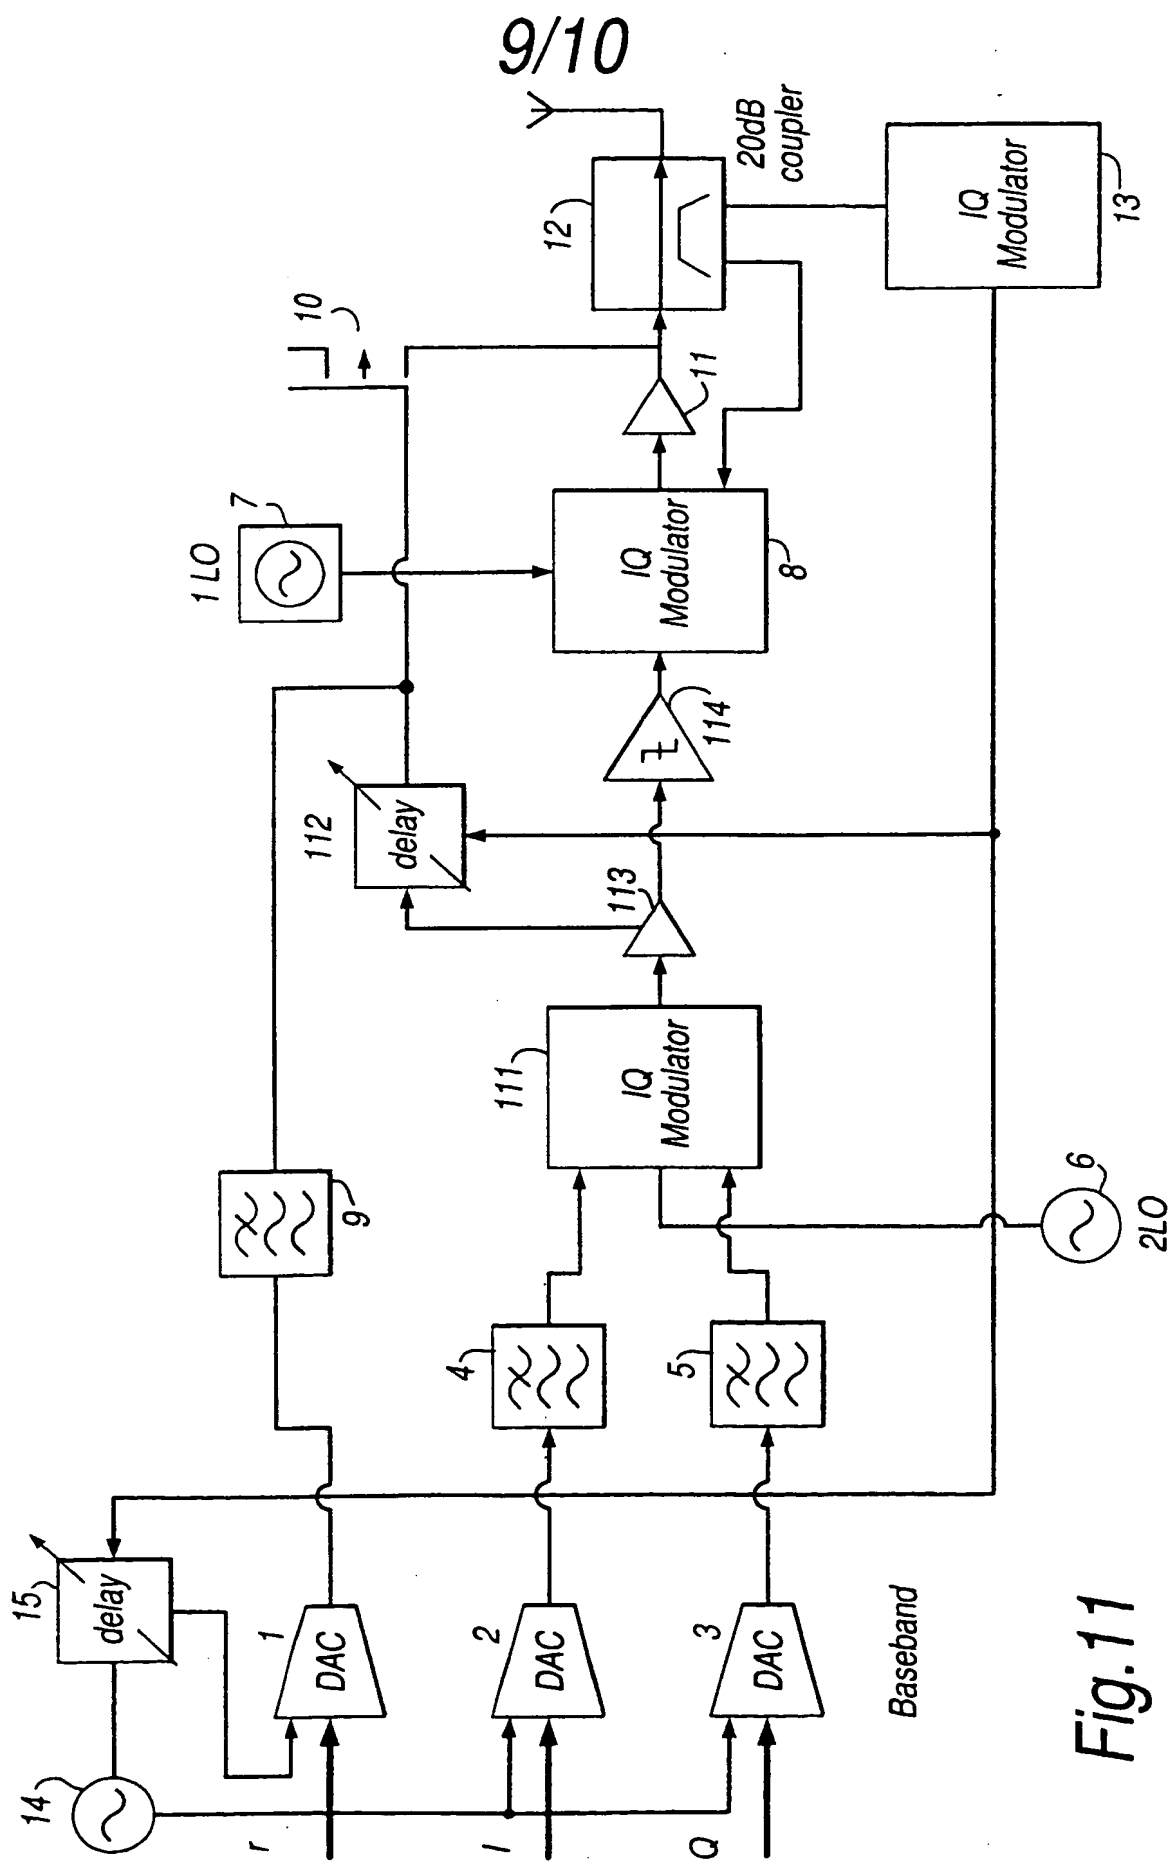 9/10
14
15
delay
1
DAC
r
2
DAC
I
3
DAC
Q
Baseband
9
4
5
111
IQ
Modulator
6
2LO
113
112
delay
114
1 LO
7
IQ
Modulator
8
10
11
12
20dB
coupler
IQ
Modulator
13
Fig.11